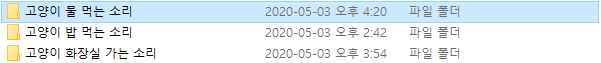 고양이 물 먹는 소리 2020-05-03 오후 4:20 파일 폴더
고양이 밥 먹는 소리 2020-05-03 오후 2:42 파일 폴더
고양이 화장실 가는 소리 2020-05-03 오후 3:54 파일 폴더